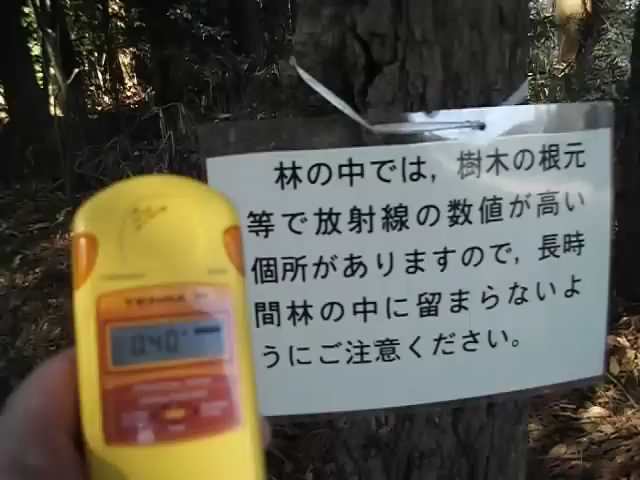 林の中では，樹木の根元
等で放射線の数値が高い
個所がありますので，長時
間林の中に留まらないよ
うにご注意ください。
0.40